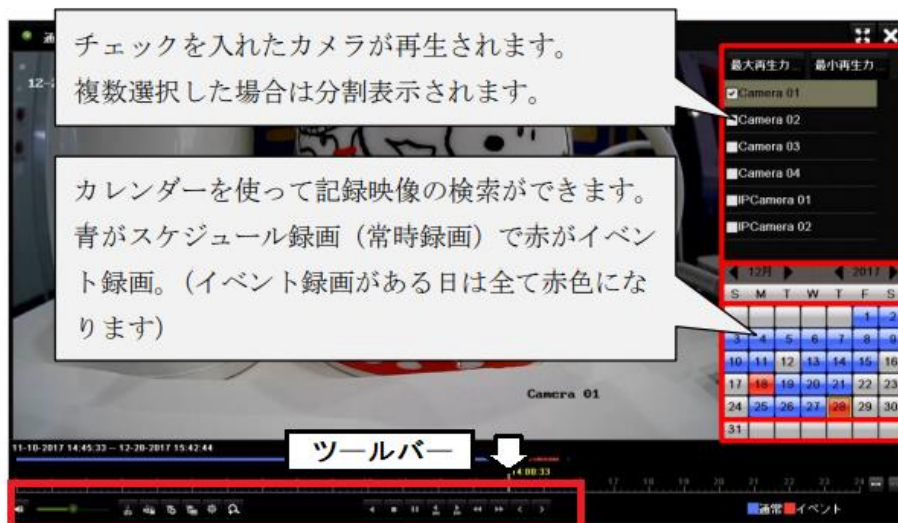 通
チェックを入れたカメラが再生されます。
複数選択した場合は分割表示されます。
12-2
最大再生力... 最小再生力...
Camera 01
Camera 02
Camera 03
Camera 04
IPCamera 01
IPCamera 02
カレンダーを使って記録映像の検索ができます。
青がスケジュール録画（常時録画）で赤がイベン
ト録画。（イベント録画がある日は全て赤色にな
ります）
12月 2017
S M T W T F S
1 2
3 4 5 6 7 8 9
10 11 12 13 14 15 16
17 18 19 20 21 22 23
24 25 26 27 28 29 30
31
Camera 01
11-10-2017 14:45:33 -- 12-28-2017 15:42:44
ツールバー
14:00:33
17 18 19 20 21 22 23 24
通常 イベント